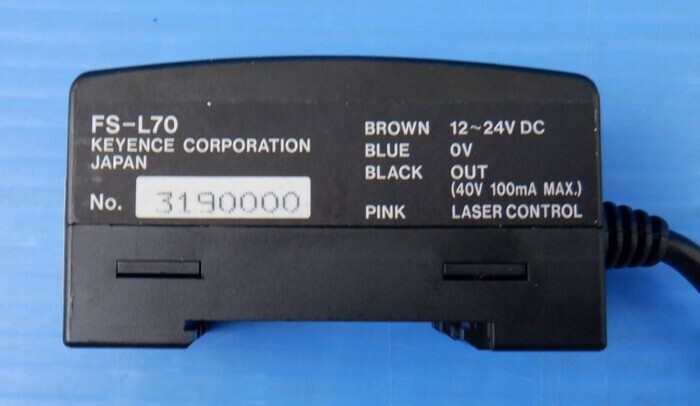 FS-L70
KEYENCE CORPORATION
JAPAN
No. 3190000
BROWN 12~24V DC
BLUE 0V
BLACK OUT
(40V 100mA MAX.)
PINK LASER CONTROL